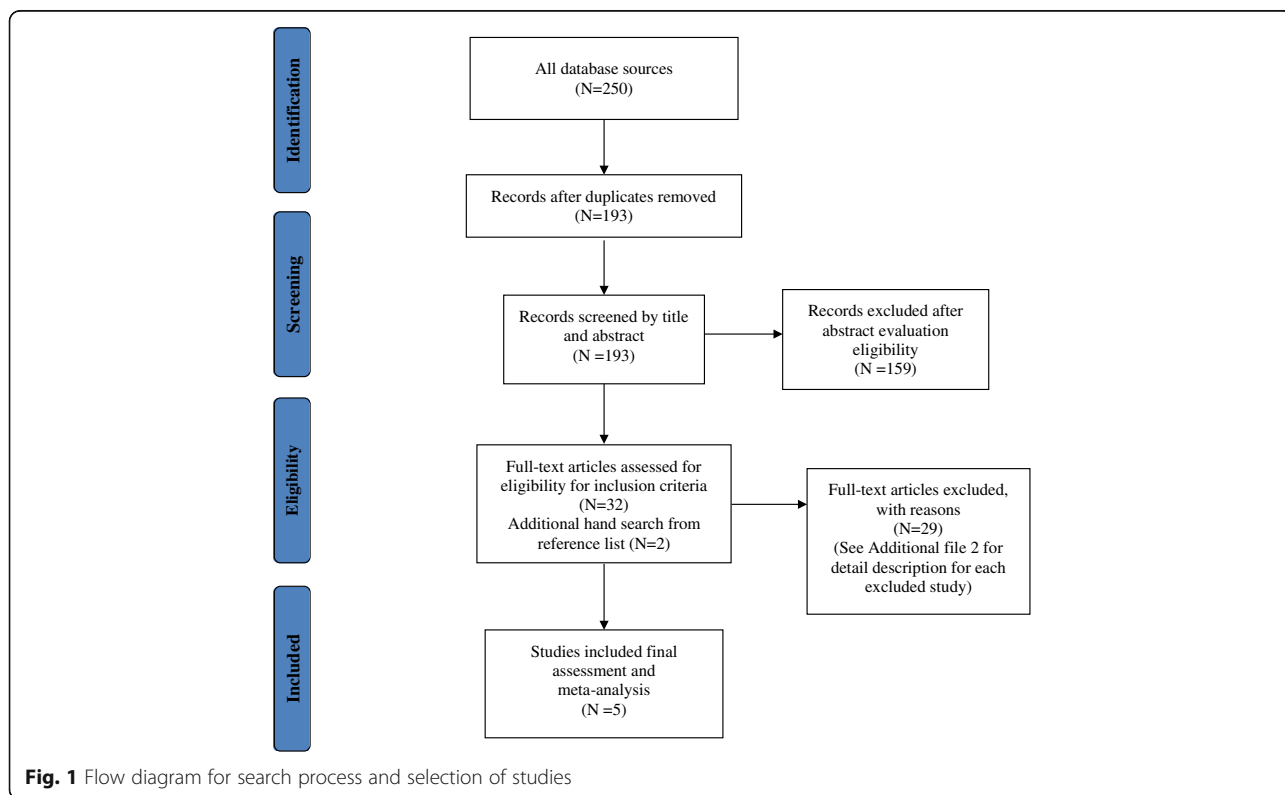 Identification
All database sources
(N=250)
Records after duplicates removed
(N=193)
Screening
Records screened by title
and abstract
(N =193)
Records excluded after
abstract evaluation
eligibility
(N =159)
Eligibility
Full-text articles assessed for
eligibility for inclusion criteria
(N=32)
Additional hand search from
reference list (N=2)
Full-text articles excluded,
with reasons
(N=29)
(See Additional file 2 for
detail description for each
excluded study)
Included
Studies included final
assessment and
meta-analysis
(N =5)
Fig. 1 Flow diagram for search process and selection of studies